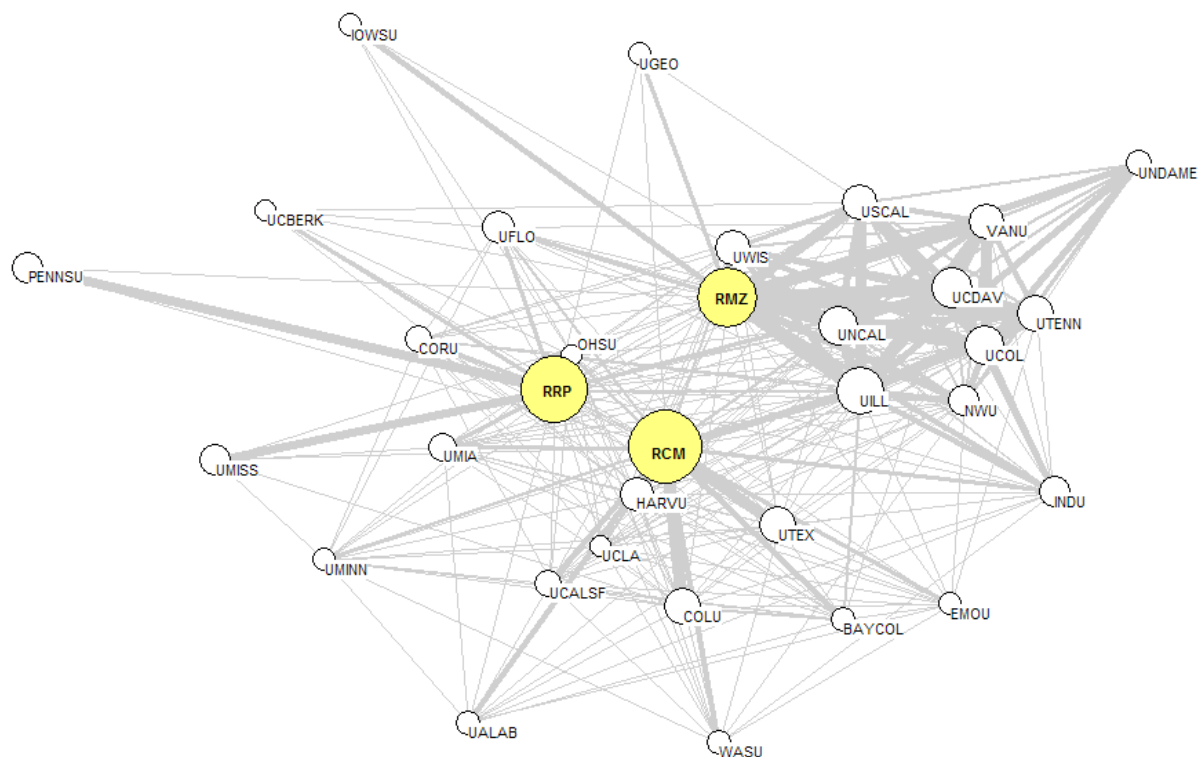 IOWSU
UGEO
UNDAME
UCBERK
USCAL
UFLO
VANU
UWIS
PENNSU
RMZ
UCDAV
UTENN
UNCAL
CORU
OHSU
UCOL
RRP
UILL
NWU
RCM
UMISS
UMIA
HARVU
INDU
UTEX
UCLA
UMINN
UCALSF
COLU
EMOU
BAYCOL
UALAB
WASU